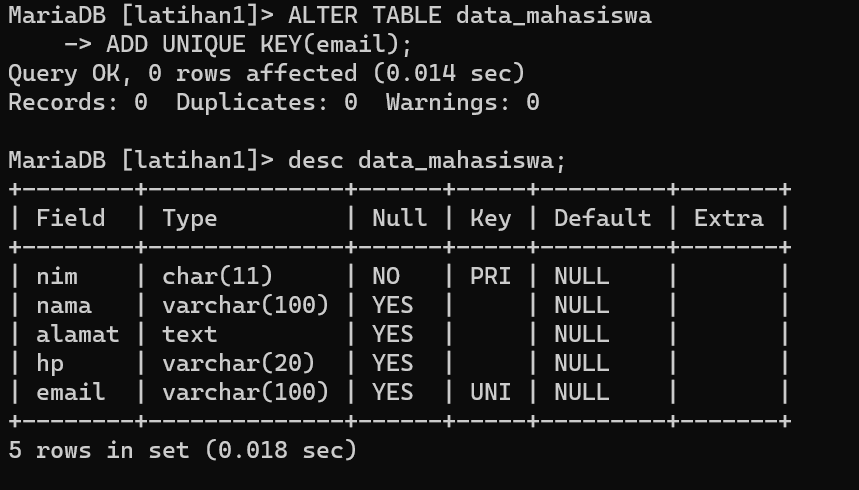 MariaDB [latihan1]> ALTER TABLE data_mahasiswa
    -> ADD UNIQUE KEY(email);
Query OK, 0 rows affected (0.014 sec)
Records: 0  Duplicates: 0  Warnings: 0

MariaDB [latihan1]> desc data_mahasiswa;
+--------+--------------+------+-----+---------+-------+
| Field  | Type         | Null | Key | Default | Extra |
+--------+--------------+------+-----+---------+-------+
| nim    | char(11)     | NO   | PRI | NULL    |       |
| nama   | varchar(100) | YES  |     | NULL    |       |
| alamat | text         | YES  |     | NULL    |       |
| hp     | varchar(20)  | YES  |     | NULL    |       |
| email  | varchar(100) | YES  | UNI | NULL    |       |
+--------+--------------+------+-----+---------+-------+
5 rows in set (0.018 sec)